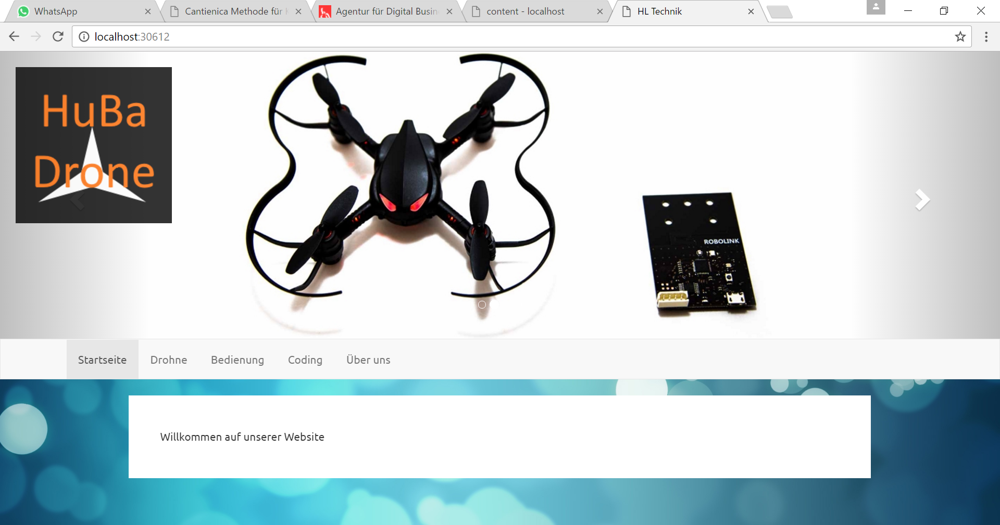 WhatsApp
Cantienica Methode für
Agentur für Digital Busin
content - localhost
HL Technik
localhost:30612
HuBa
Drone
ROBOLINK
Startseite
Drohne
Bedienung
Coding
Über uns
Willkommen auf unserer Website